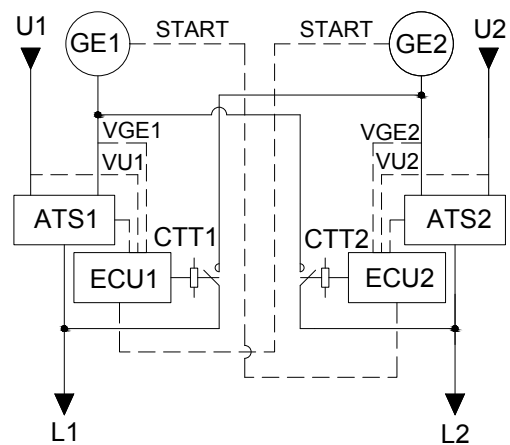 U1 GE1 START START GE2 U2
VGE1 VGE2
VU1 VU2
ATS1 ATS2
CTT1 CTT2
ECU1 ECU2
L1 L2